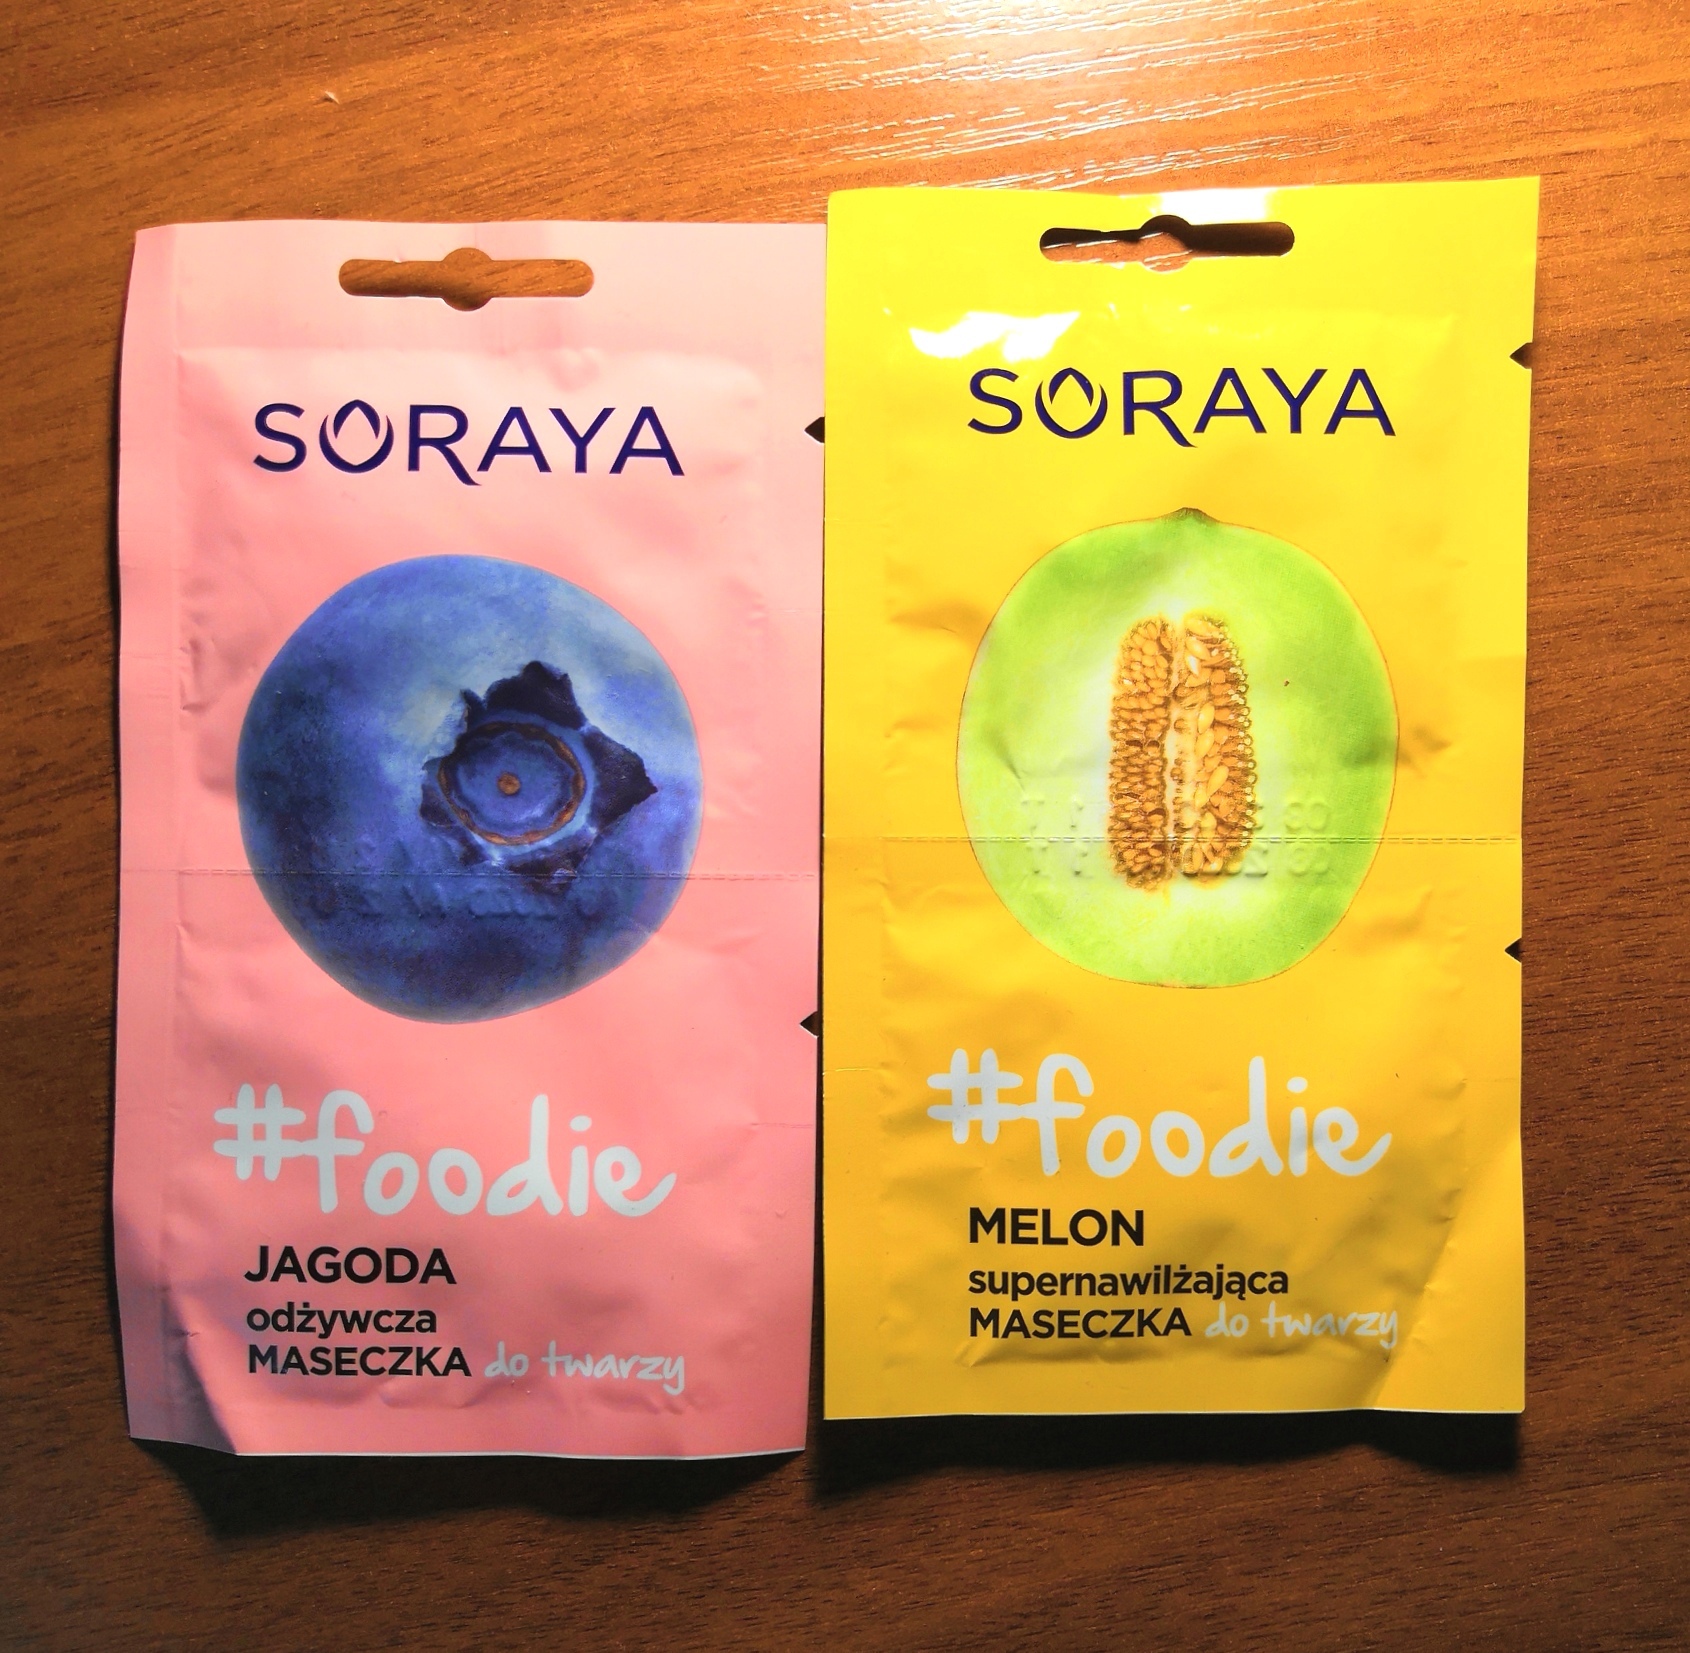 SORAYA
#foodie
JAGODA
odżywcza
MASECZKA do twarzy
SORAYA
#foodie
MELON
supernawilżająca
MASECZKA do twarzy